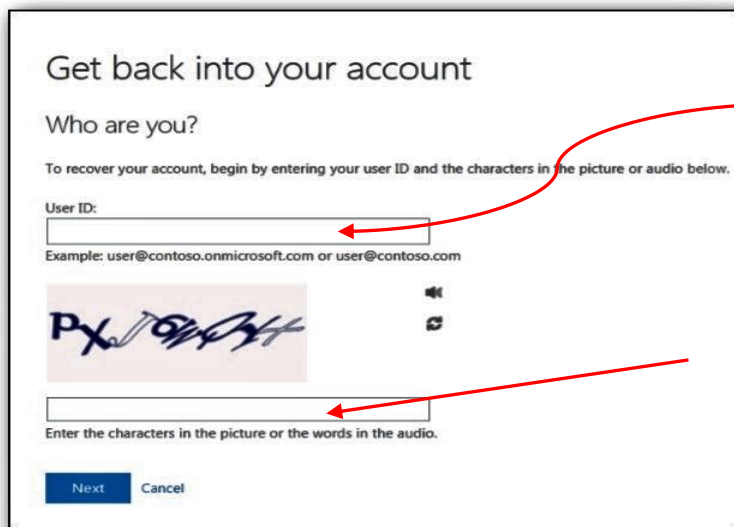 Get back into your account
Who are you?
To recover your account, begin by entering your user ID and the characters in the picture or audio below.
User ID:
Example: user@contoso.onmicrosoft.com or user@contoso.com
Enter the characters in the picture or the words in the audio.
Next Cancel